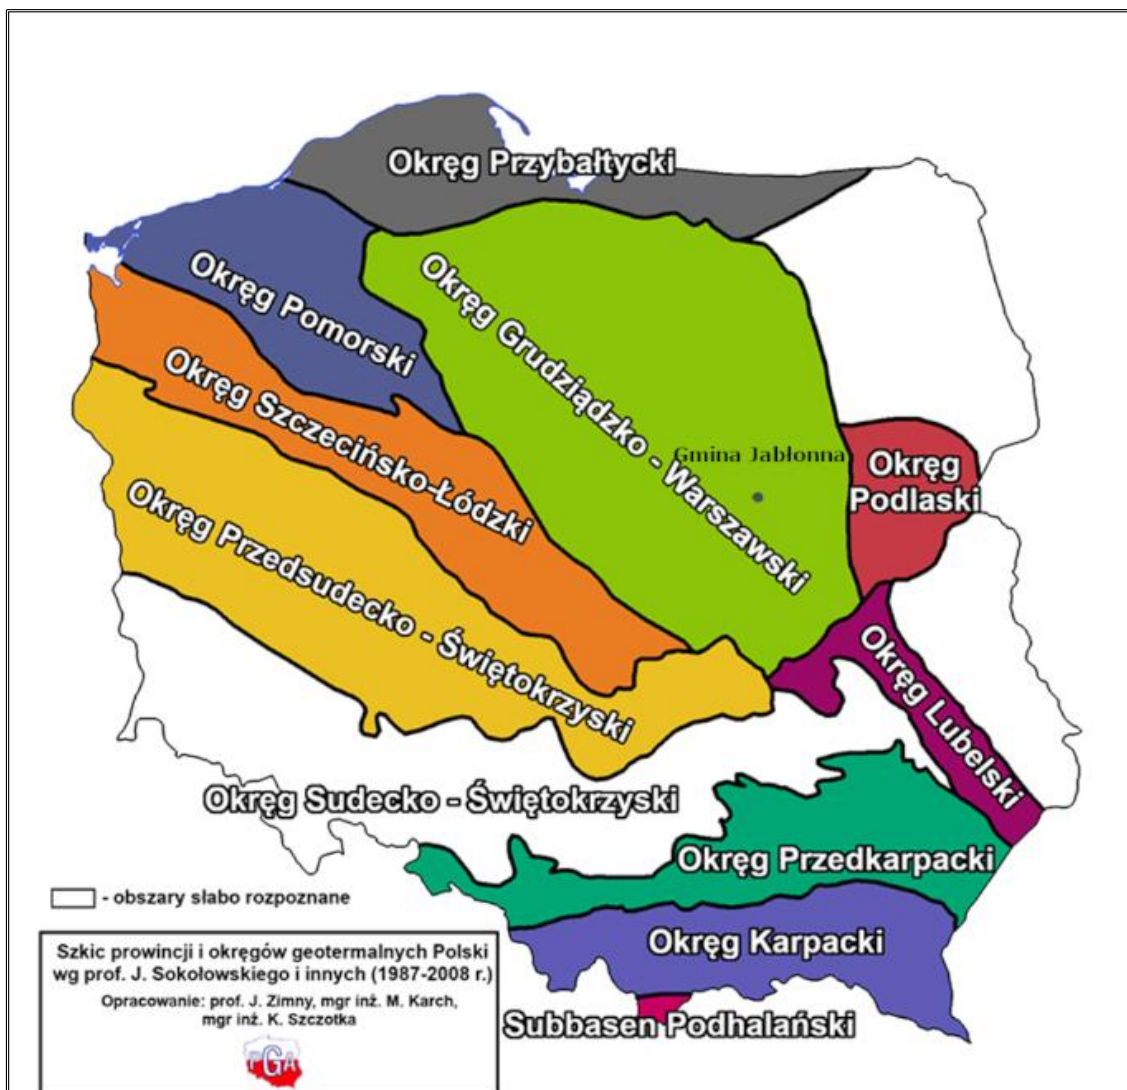 Okręg Przybałtycki
Okręg Pomorski
Okręg Grudziądzko - Warszawski
Okręg Szczecińsko-Łódzki
Gmina Jabłonna
Okręg
Podlaski
Okręg Przedsudecko - Świętokrzyski
Okręg Lubelski
Okręg Sudecko - Świętokrzyski
Okręg Przedkarpacki
- obszary słabo rozpoznane
Okręg Karpacki
Szkic prowincji i okręgów geotermalnych Polski
wg prof. J. Sokołowskiego i innych (1987-2008 r.)
Opracowanie: prof. J. Zimny, mgr inż. M. Karch,
mgr inż. K. Szczotka
Subbasen Podhalański
PGA